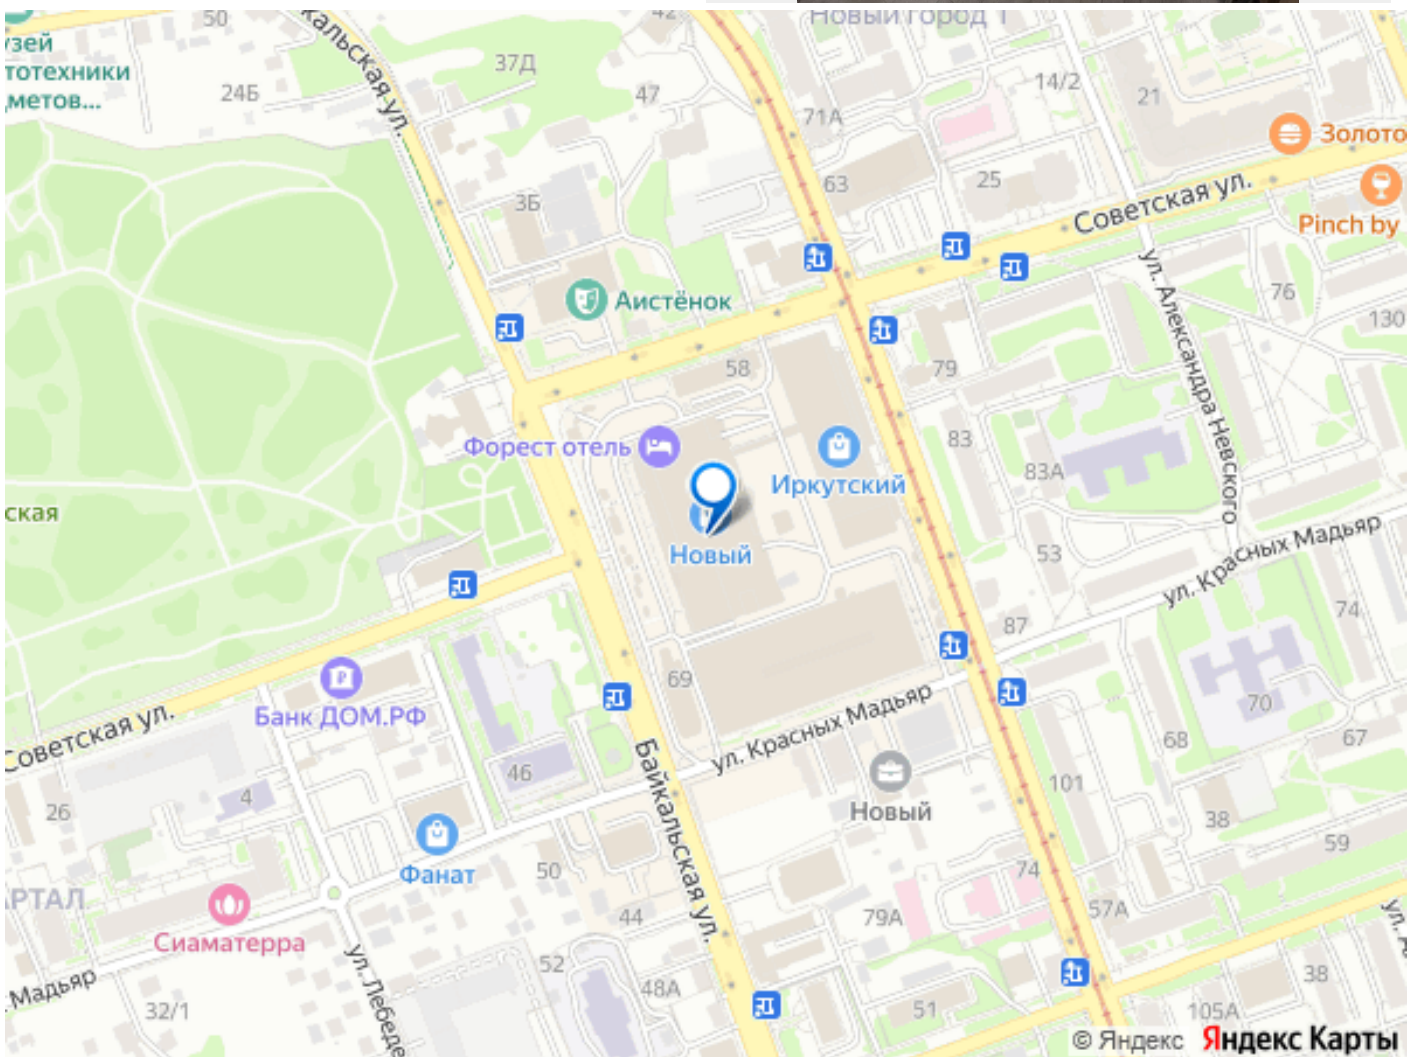 50
42
Новый город 1
узей
тотехники
метов...
24Б
кальская ул.
37Д
47
71А
14/2
21
Золото
3Б
63
25
Советская ул.
Pinch by
Аистёнок
ул. Александра Невского
76
130
58
79
Форест отель
Иркутский
83
83А
ская
Новый
53
ул. Красных Мадьяр
74
87
69
Банк ДОМ.РФ
Советская ул.
ул. Красных Мадьяр
70
68
67
Байкальская ул.
46
4
26
Новый
101
38
59
Фанат
50
74
РТАЛ
44
79А
57А
Сиаматерра
ул. Лебеде
52
48А
Мадьяр
32/1
51
105А
38
ул. А
© Яндекс Яндекс Карты